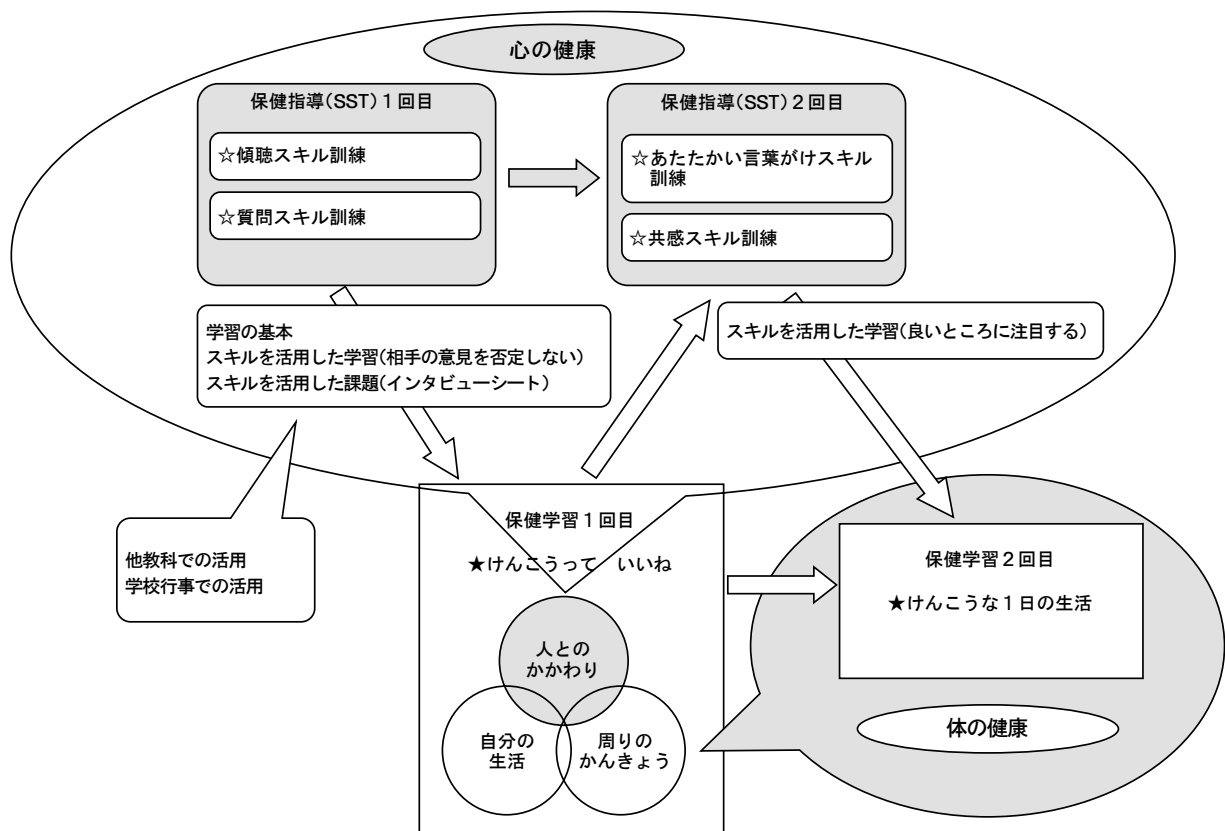 心の健康
保健指導(SST)1回目
☆傾聴スキル訓練
☆質問スキル訓練
保健指導(SST)2回目
☆あたたかい言葉がけスキル
訓練
☆共感スキル訓練
学習の基本
スキルを活用した学習(相手の意見を否定しない)
スキルを活用した課題(インタビューシート)
スキルを活用した学習(良いところに注目する)
他教科での活用
学校行事での活用
保健学習1回目
★けんこうって いいね
人との
かかわり
自分の
生活
周りの
かんきょう
保健学習2回目
★けんこうな1日の生活
体の健康